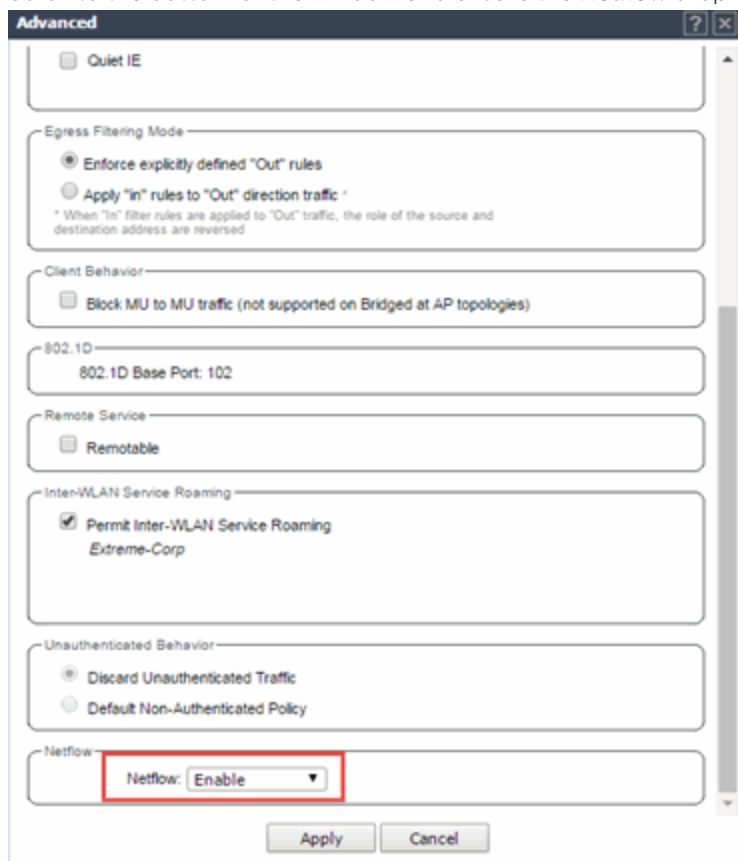 Advanced
?
Quiet IE
Egress Filtering Mode
Enforce explicitly defined "Out" rules
Apply "in" rules to "Out" direction traffic *
* When "In" filter rules are applied to "Out" traffic, the role of the source and
destination address are reversed
Client Behavior
Block MU to MU traffic (not supported on Bridged at AP topologies)
802.1D
802.1D Base Port: 102
Remote Service
Remotable
Inter-WLAN Service Roaming
Permit Inter-WLAN Service Roaming
Extreme-Corp
Unauthenticated Behavior
Discard Unauthenticated Traffic
Default Non-Authenticated Policy
Netflow
Netflow: Enable
Apply Cancel